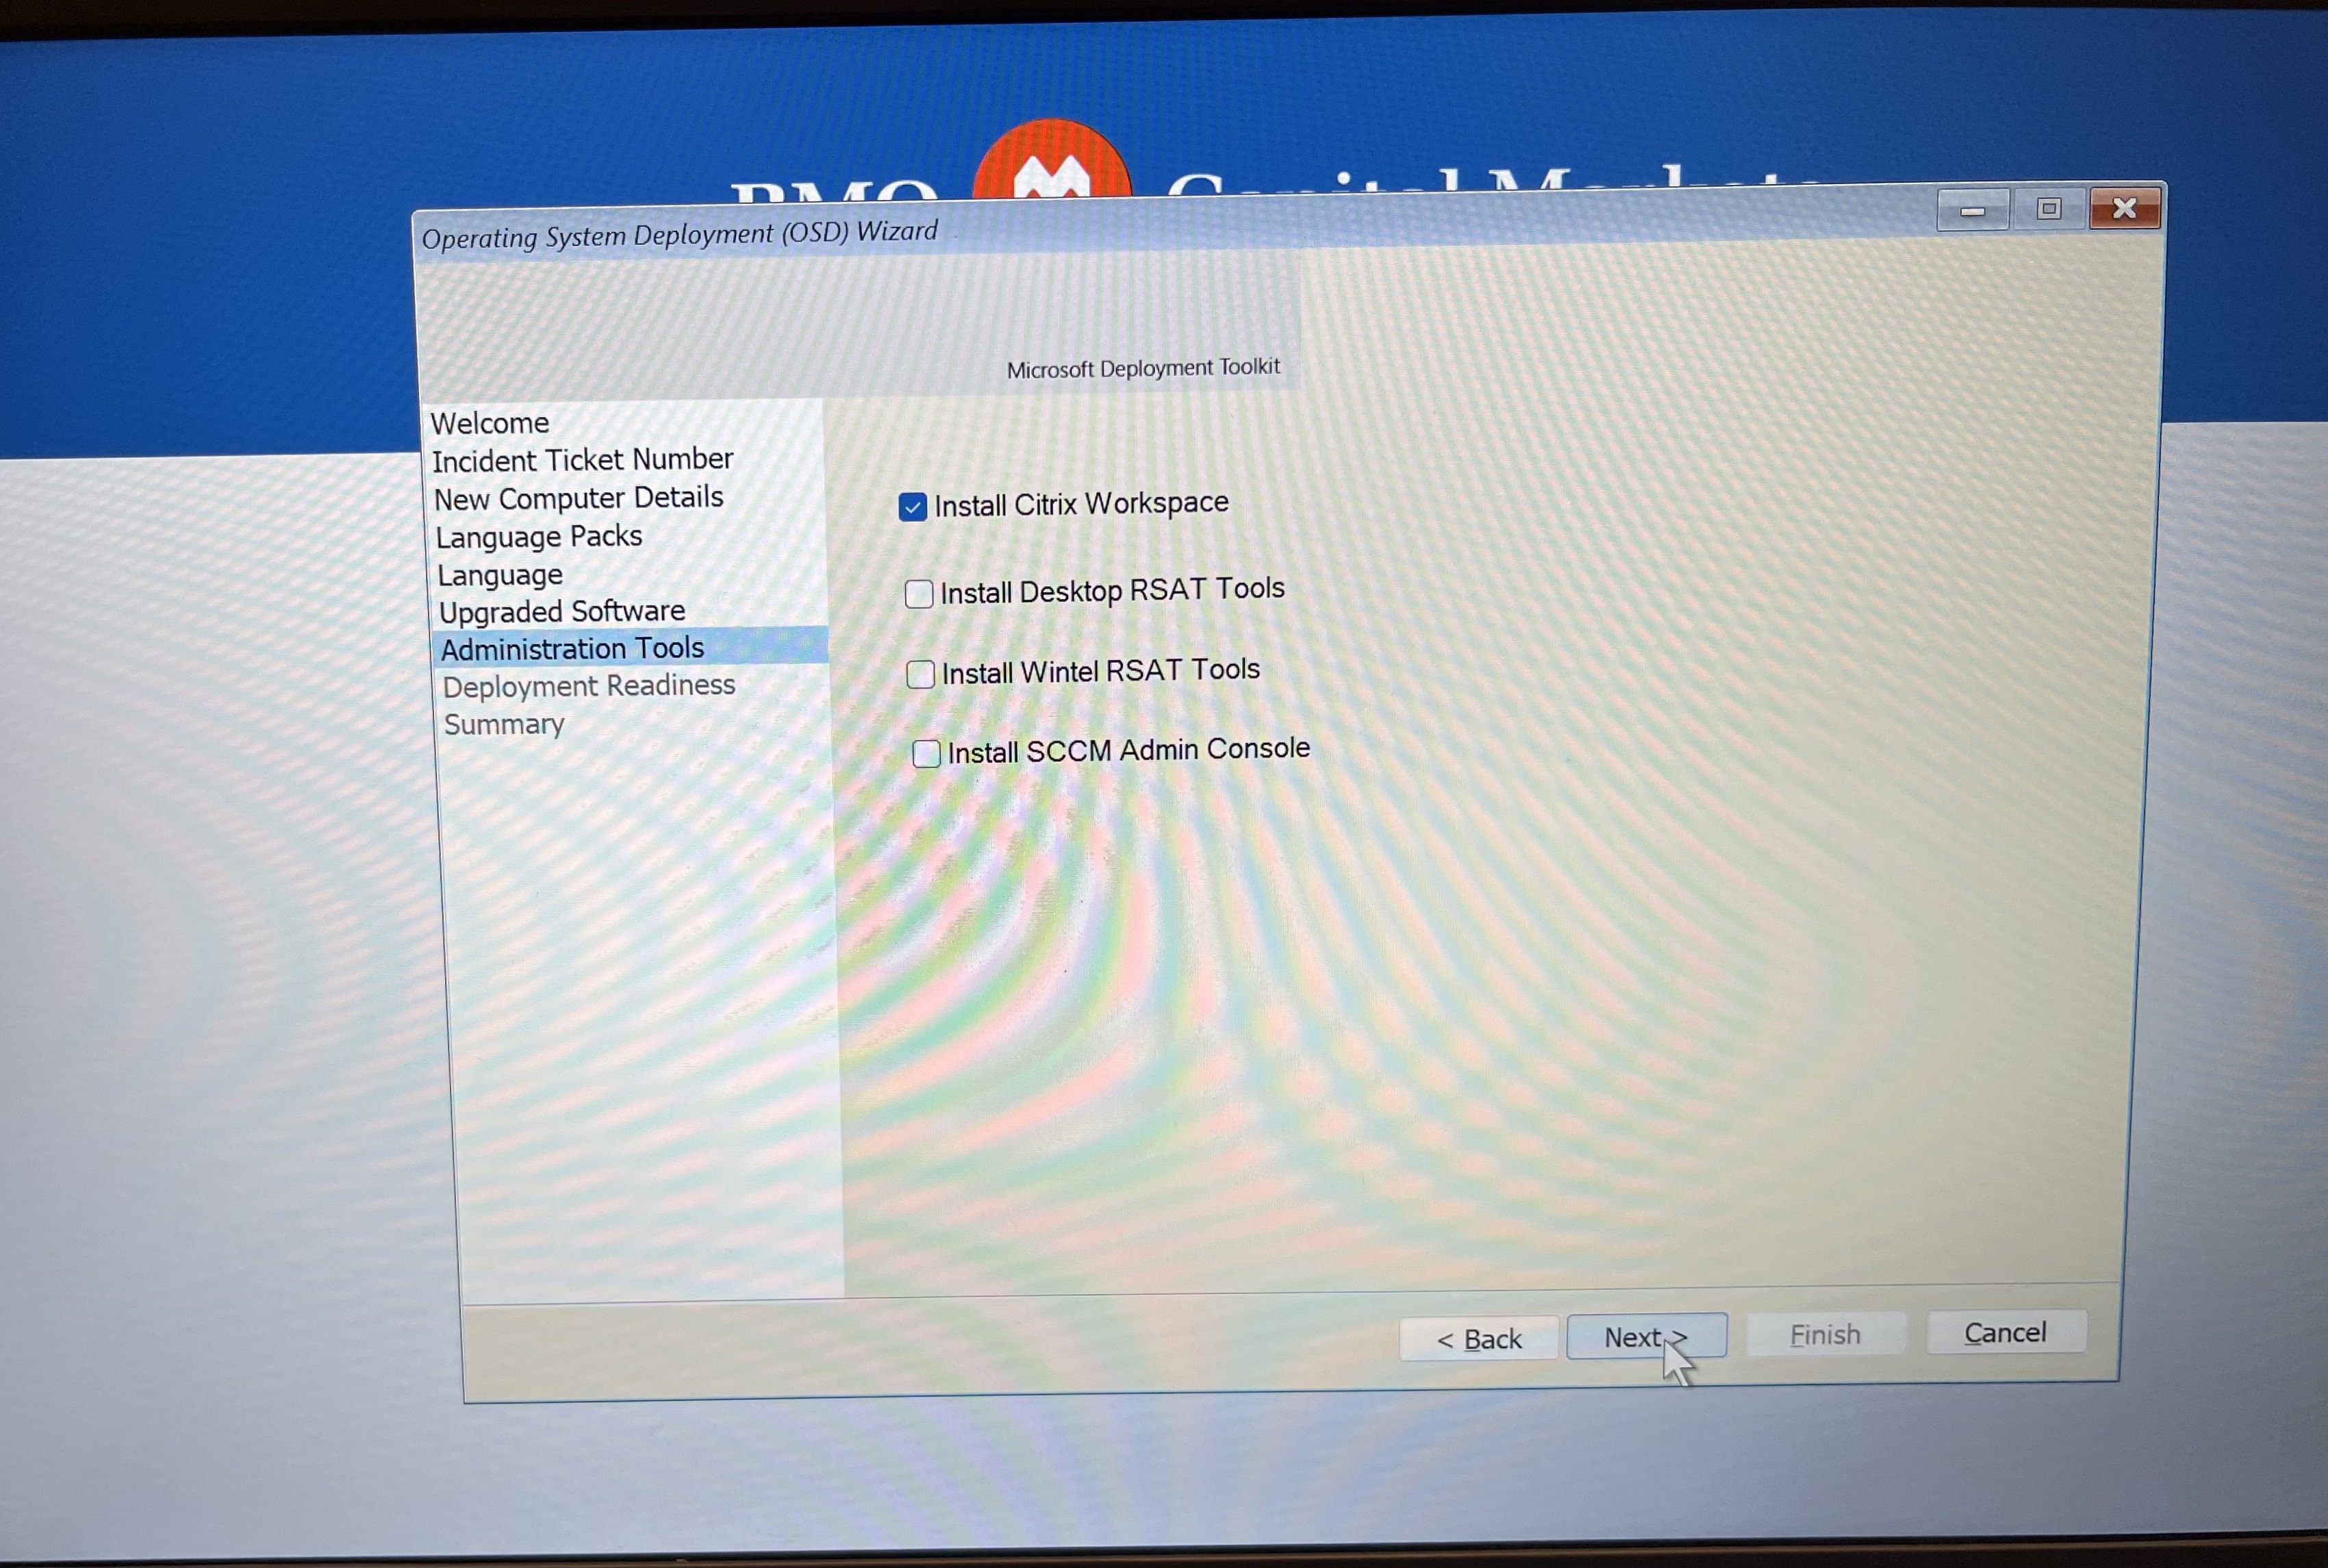 BMO Capital Markets
Operating System Deployment (OSD) Wizard
Microsoft Deployment Toolkit
Welcome
Incident Ticket Number
New Computer Details
Language Packs
Language
Upgraded Software
Administration Tools
Deployment Readiness
Summary
Install Citrix Workspace
Install Desktop RSAT Tools
Install Wintel RSAT Tools
Install SCCM Admin Console
< Back
Next >
Finish
Cancel